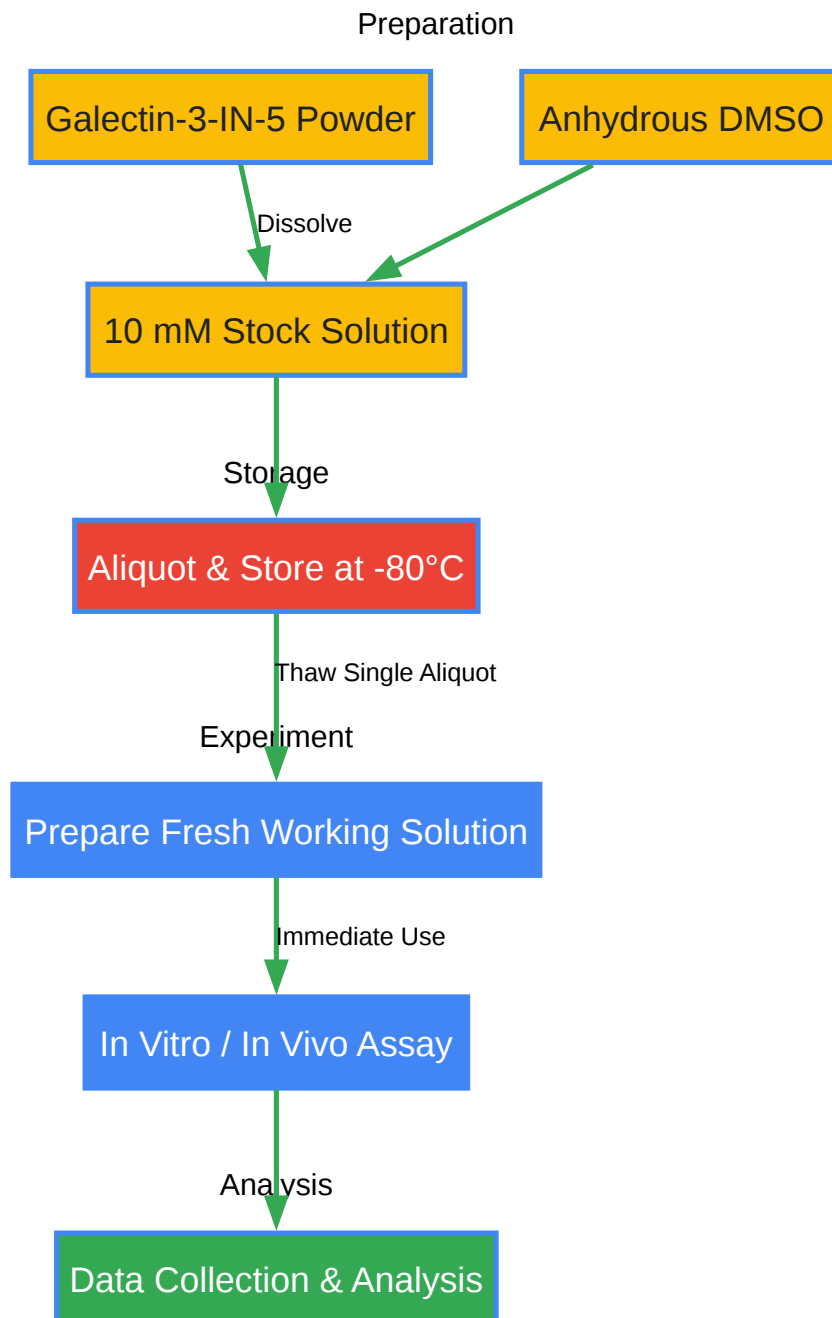 Preparation
Galectin-3-IN-5 Powder
Anhydrous DMSO
Dissolve
10 mM Stock Solution
Storage
Aliquot & Store at -80°C
Thaw Single Aliquot
Experiment
Prepare Fresh Working Solution
Immediate Use
In Vitro / In Vivo Assay
Analysis
Data Collection & Analysis